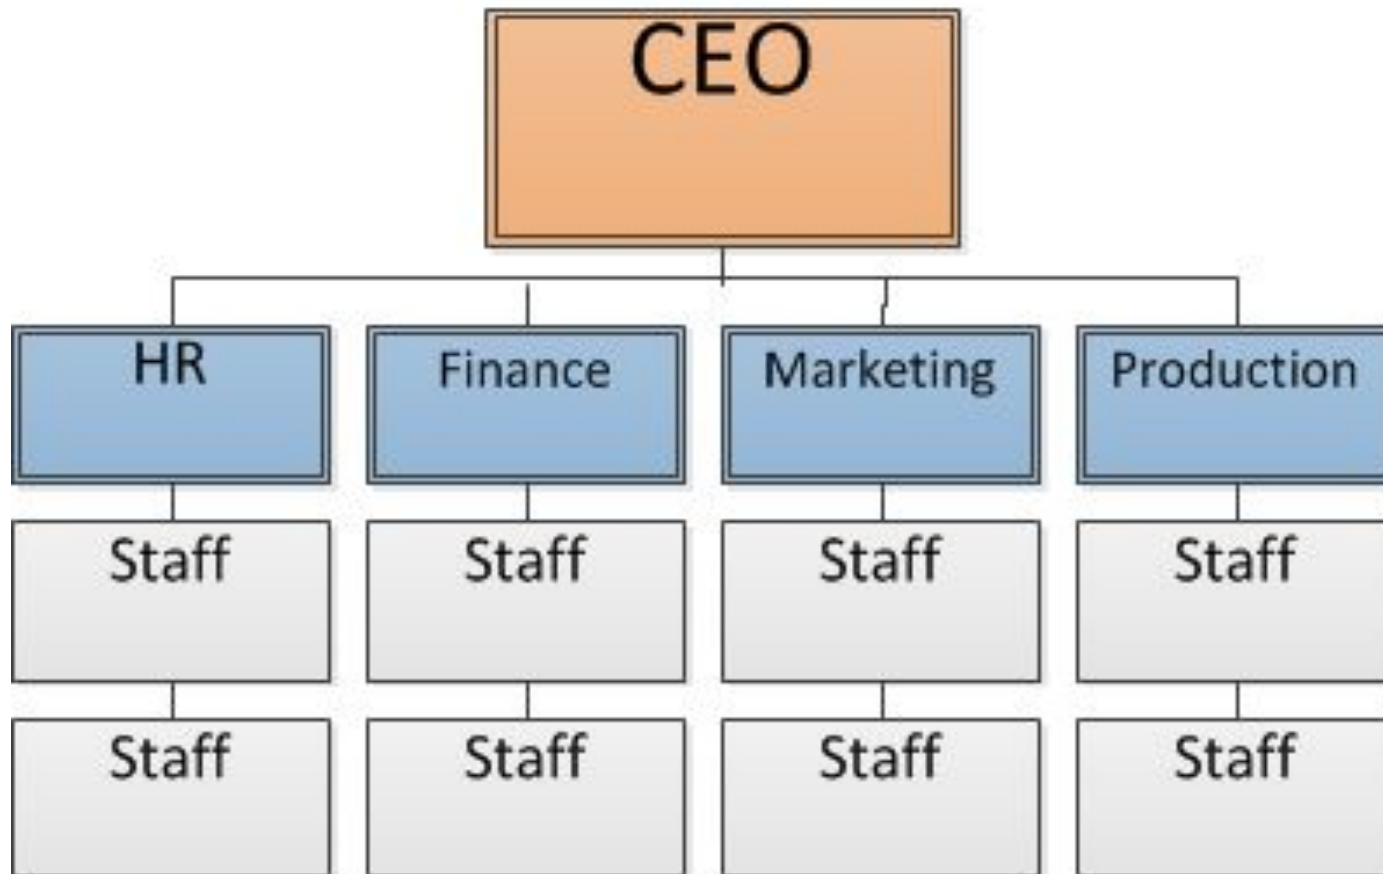 CEO
HR
Finance
Marketing
Production
Staff
Staff
Staff
Staff
Staff
Staff
Staff
Staff